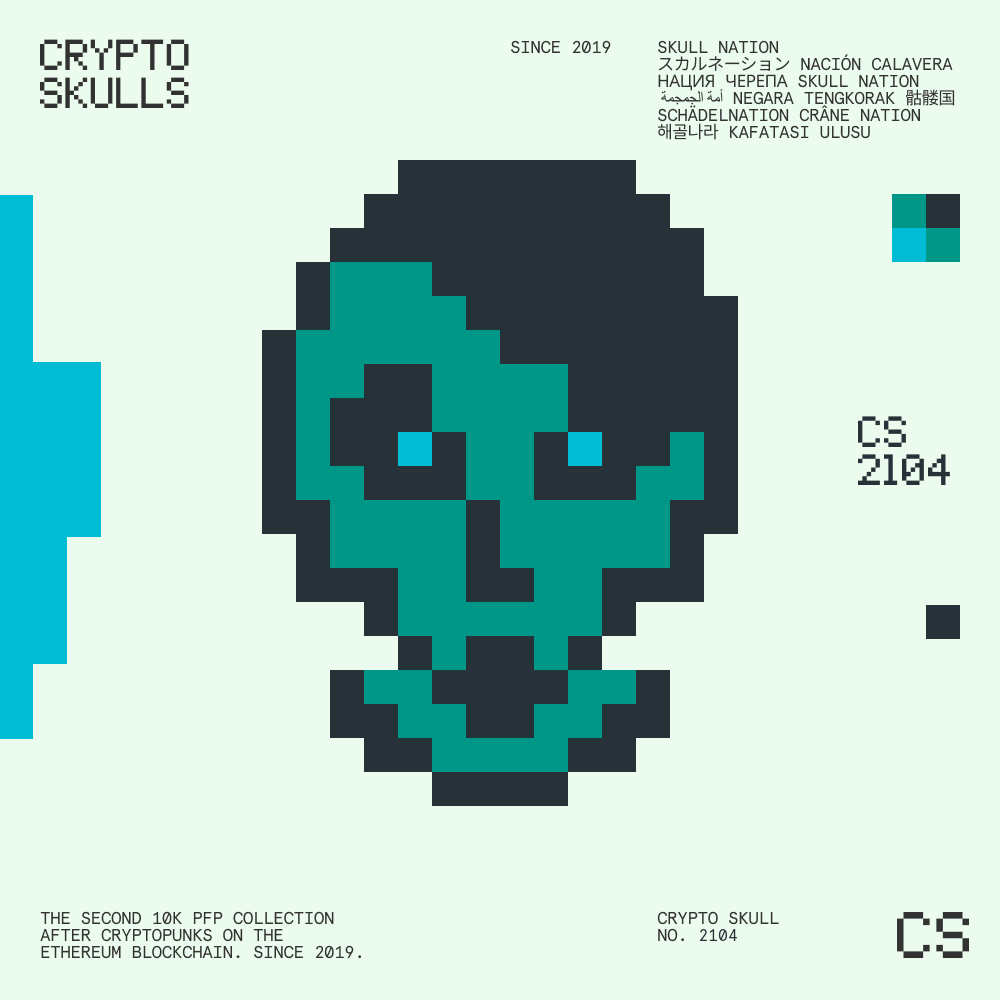 CRYPTO
SKULLS
SINCE 2019
SKULL NATION
スカルネーション NACIÓN CALAVERA
НАЦИЯ ЧЕРЕПА SKULL NATION
أمة الجمجمة NEGARA TENGKORAK 骷髅国
SCHÄDELNATION CRÂNE NATION
해골나라 KAFATASI ULUSU
CS
2104
THE SECOND 10K PFP COLLECTION
AFTER CRYPTOPUNKS ON THE
ETHEREUM BLOCKCHAIN. SINCE 2019.
CRYPTO SKULL
NO. 2104
CS